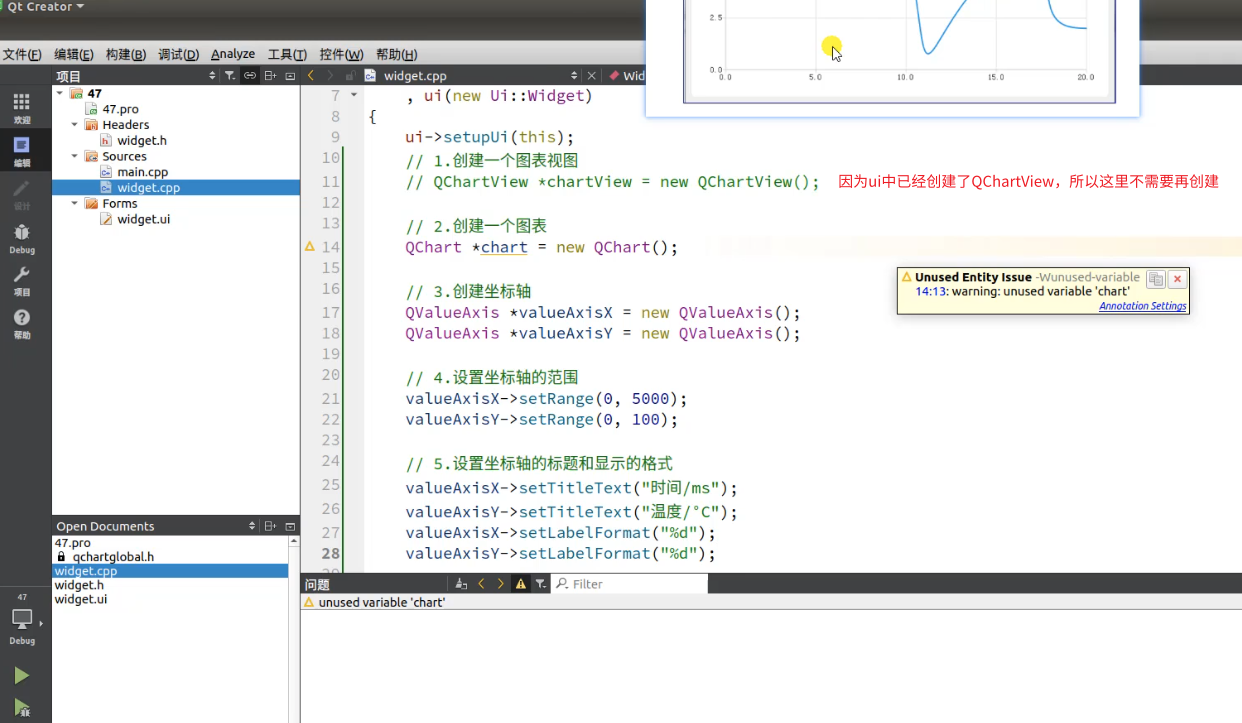 Qt Creator
文件(F) 编辑(E) 构建(B) 调试(D) Analyze 工具(T) 控件(W) 帮助(H)
2.5
0.0
0.0 5.0 10.0 15.0 20.0
项目
widget.cpp
Wid
欢迎
编辑
设计
Debug
项目
帮助
47
Debug
47
47.pro
Headers
widget.h
Sources
main.cpp
widget.cpp
Forms
widget.ui
Open Documents
47.pro
qchartglobal.h
widget.cpp
widget.h
widget.ui
7 , ui(new Ui::Widget)
8 {
9 ui->setupUi(this);
10 // 1.创建一个图表视图
11 // QChartView *chartView = new QChartView(); 因为ui中已经创建了QChartView，所以这里不需要再创建
12
13 // 2.创建一个图表
14 QChart *chart = new QChart();
15
16 // 3.创建坐标轴
17 QValueAxis *valueAxisX = new QValueAxis();
18 QValueAxis *valueAxisY = new QValueAxis();
19
20 // 4.设置坐标轴的范围
21 valueAxisX->setRange(0, 5000);
22 valueAxisY->setRange(0, 100);
23
24 // 5.设置坐标轴的标题和显示的格式
25 valueAxisX->setTitleText("时间/ms");
26 valueAxisY->setTitleText("温度/°C");
27 valueAxisX->setLabelFormat("%d");
28 valueAxisY->setLabelFormat("%d");
Unused Entity Issue -Wunused-variable
14:13: warning: unused variable 'chart'
Annotation Settings
问题
Filter
unused variable 'chart'